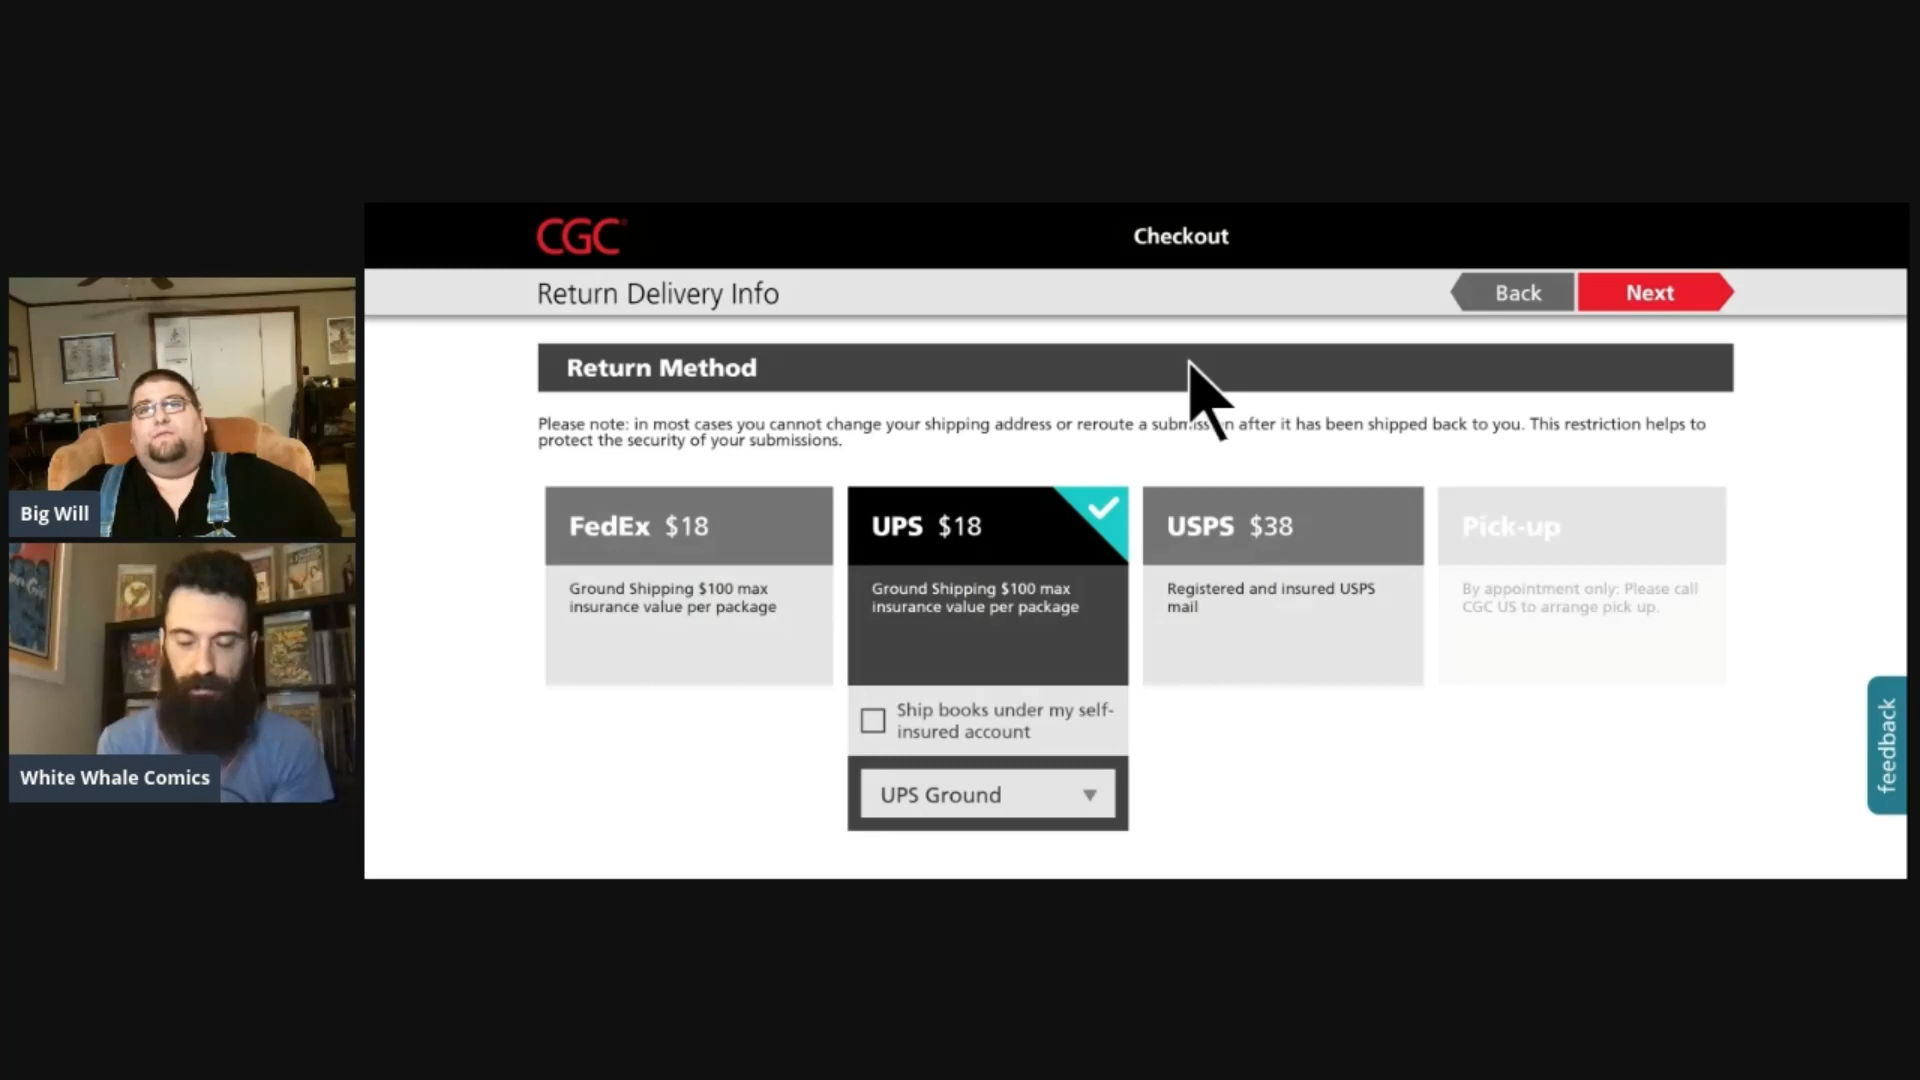 CGC
Checkout
Return Delivery Info
Back
Next
Return Method
Please note: in most cases you cannot change your shipping address or reroute a after it has been shipped back to you. This restriction helps to
protect the security of your submissions.
FedEx $18
Ground Shipping $100 max
insurance value per package
UPS $18
Ground Shipping $100 max
insurance value per package
Ship books under my self-
insured account
UPS Ground
USPS $38
Registered and insured USPS
mail
Pick-up
By appointment only: Please call
CGC US to arrange pick up.
feedback
Big Will
White Whale Comics